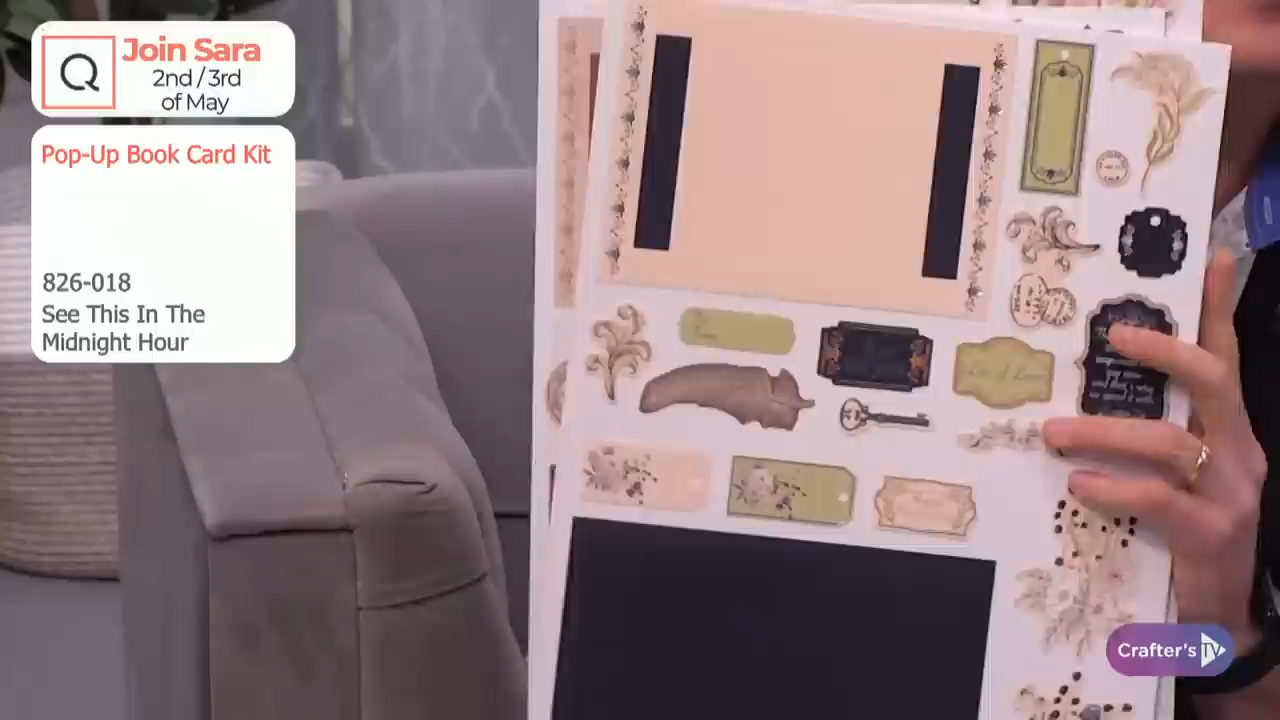 Q
Join Sara
2nd / 3rd
of May
Pop-Up Book Card Kit
826-018
See This In The
Midnight Hour
Crafter's TV